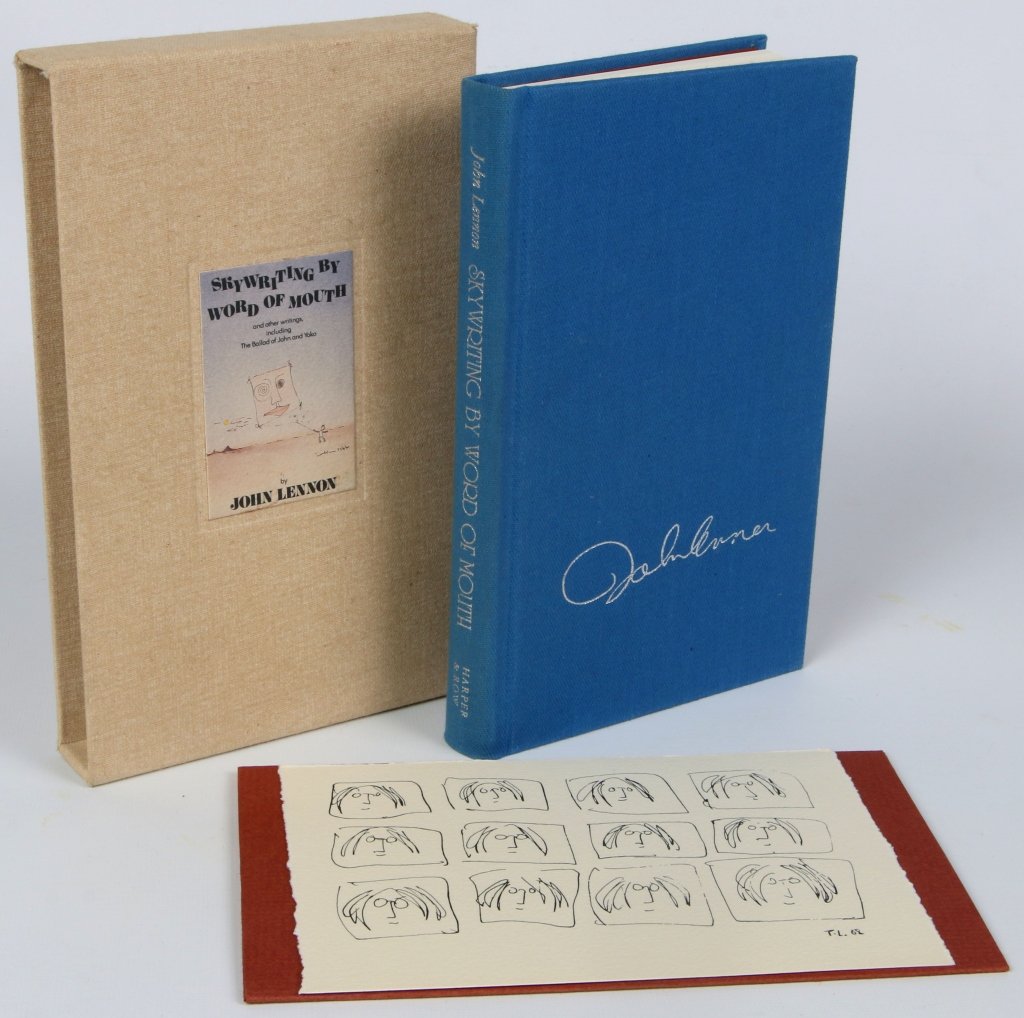 SKYWRITING BY
WORD OF MOUTH
and other writings,
including
The Ballad of John and Yoko
by
JOHN LENNON
John Lennon SKYWRITING BY WORD OF MOUTH HARPER
& ROW
John Lennon